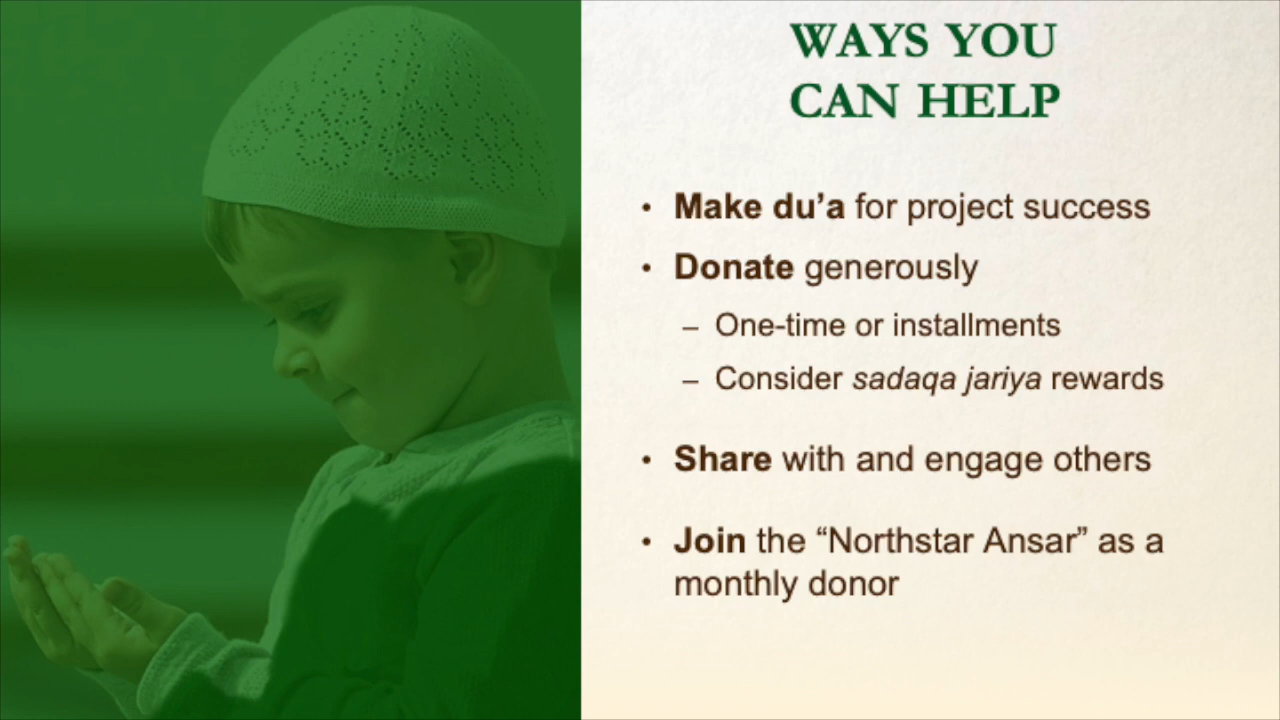 WAYS YOU
CAN HELP
• Make du’a for project success
• Donate generously
– One-time or installments
– Consider sadaqa jariya rewards
• Share with and engage others
• Join the “Northstar Ansar” as a
monthly donor